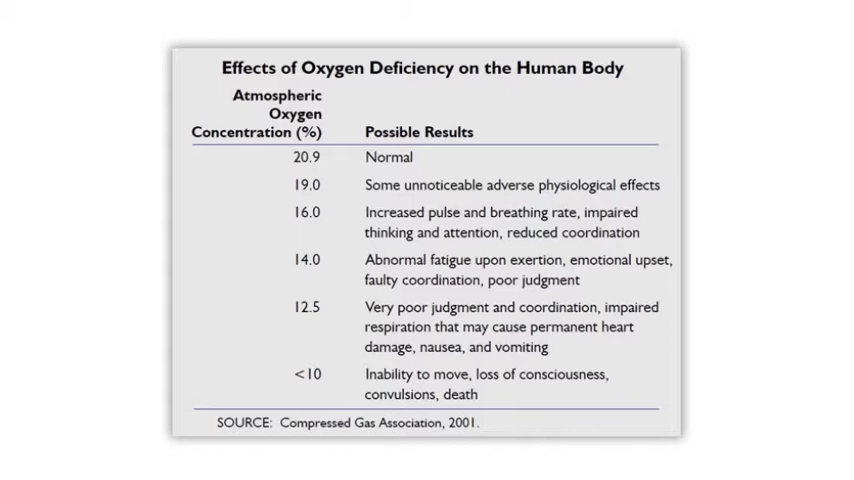 Effects of Oxygen Deficiency on the Human Body
Atmospheric
Oxygen
Concentration (%) Possible Results
20.9 Normal
19.0 Some unnoticeable adverse physiological effects
16.0 Increased pulse and breathing rate, impaired
thinking and attention, reduced coordination
14.0 Abnormal fatigue upon exertion, emotional upset,
faulty coordination, poor judgment
12.5 Very poor judgment and coordination, impaired
respiration that may cause permanent heart
damage, nausea, and vomiting
<10 Inability to move, loss of consciousness,
convulsions, death
SOURCE: Compressed Gas Association, 2001.